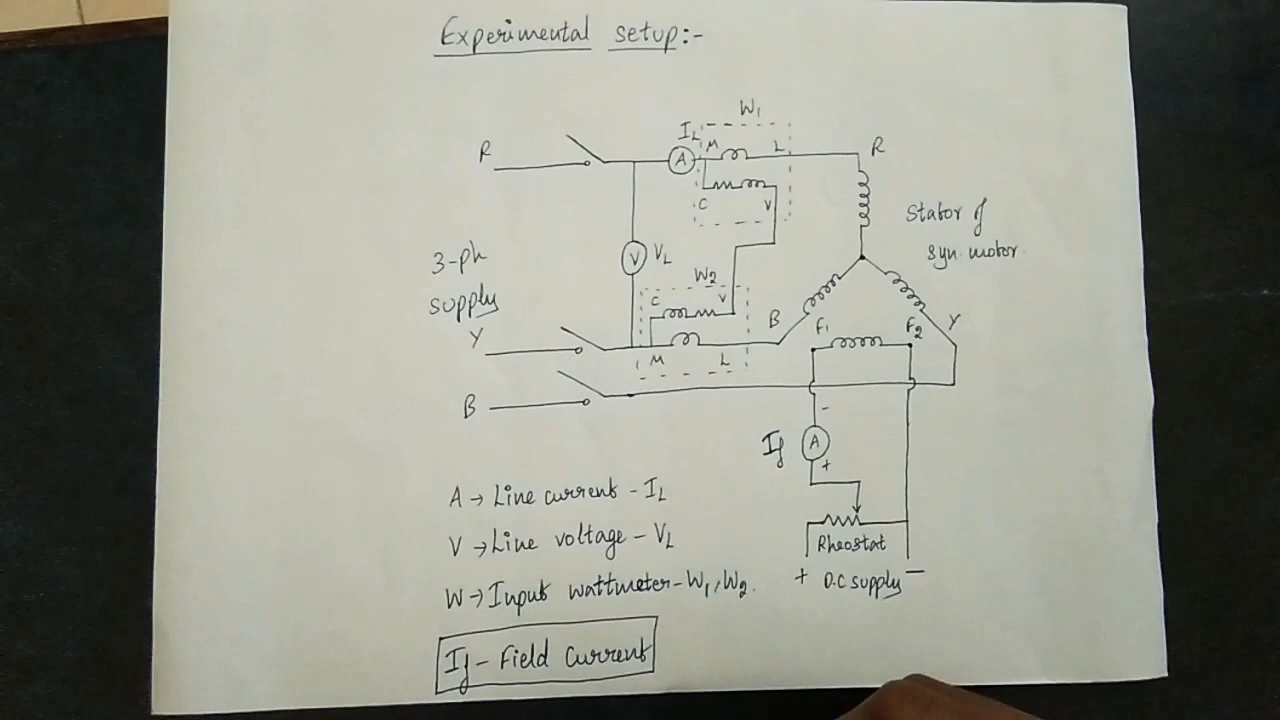 Experimental setup:-
W1
IL
M
L
R
R
A
C
V
Stator of
syn. motor
3-ph
supply
V
VL
W2
C
V
B
F1
F2
Y
Y
M
L
B
-
If
A
+
A → Line current - IL
V → Line voltage - VL
W → Input wattmeter - W1, W2.
Rheostat
+ D.C supply -
If - Field Current